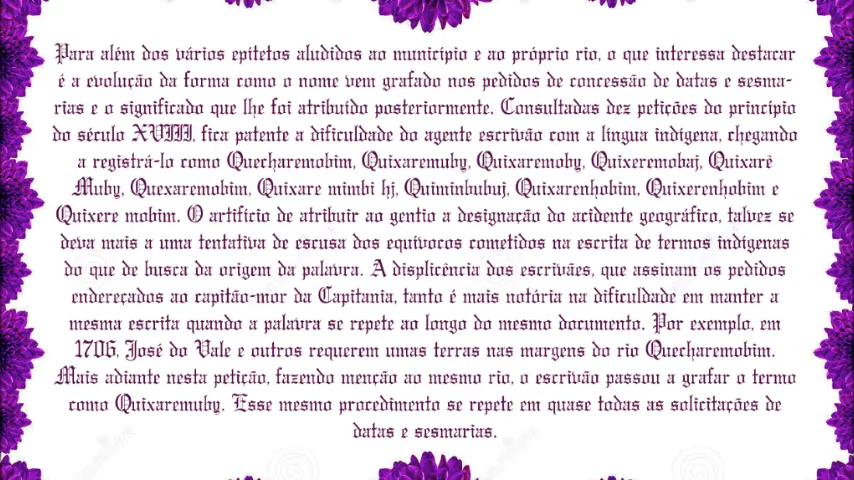 Para além dos vários epítetos aludidos ao município e ao próprio rio, o que interessa destacar
é a evolução da forma como o nome vem grafado nos pedidos de concessão de datas e sesma-
rias e o significado que lhe foi atribuído posteriormente. Consultadas dez petições do princípio
do século XVIII, fica patente a dificuldade do agente escrivão com a língua indígena, chegando
a registrá-lo como Quecharemobim, Quixaremuby, Quixaremoby, Quixeremobaj, Quixarê
Muby, Quexaremobim, Quixare mimbi hj, Quiminbubuj, Quixarenhobim, Quixerenhobim e
Quixere mobim. O artifício de atribuir ao gentio a designação do acidente geográfico, talvez se
deva mais a uma tentativa de escusa dos equívocos cometidos na escrita de termos indígenas
do que de busca da origem da palavra. A displicência dos escrivães, que assinam os pedidos
endereçados ao capitão-mor da Capitania, tanto é mais notória na dificuldade em manter a
mesma escrita quando a palavra se repete ao longo do mesmo documento. Por exemplo, em
1706, José do Vale e outros requerem umas terras nas margens do rio Quecharemobim.
Mais adiante nesta petição, fazendo menção ao mesmo rio, o escrivão passou a grafar o termo
como Quixaremuby. Esse mesmo procedimento se repete em quase todas as solicitações de
datas e sesmarias.